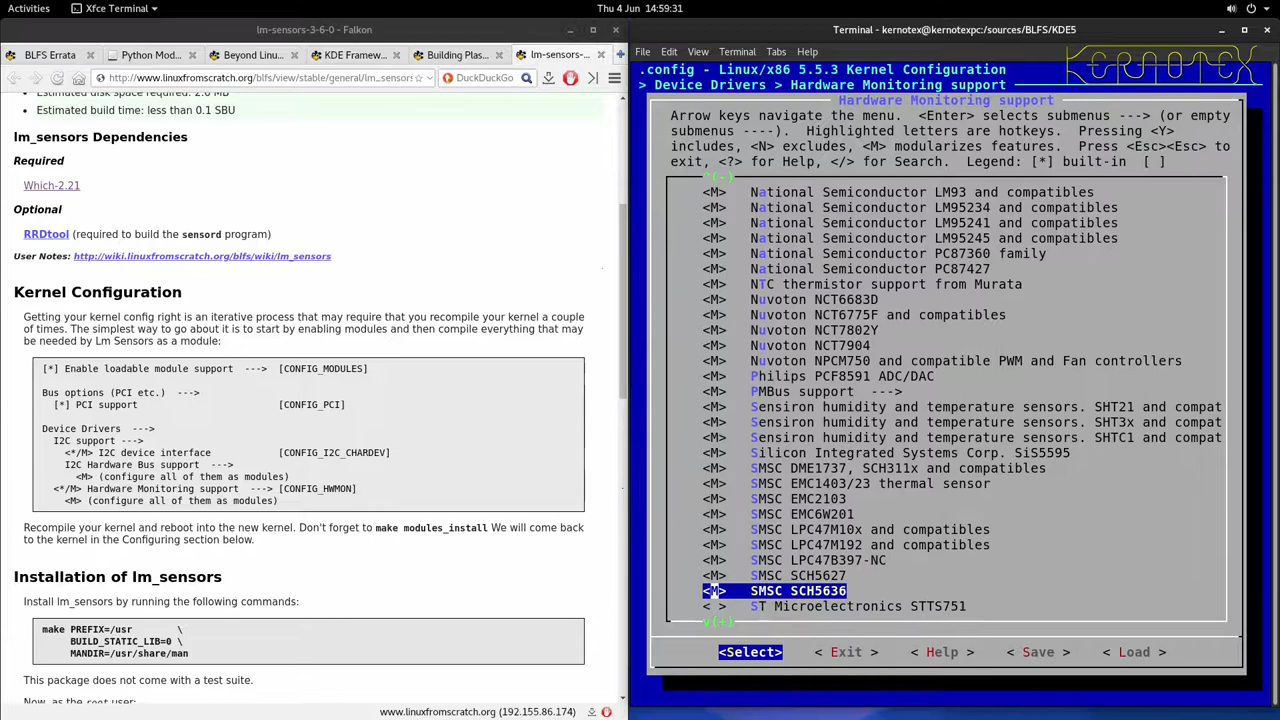 Activities
Xfce Terminal
Thu 4 Jun 14:59:31
lm-sensors-3-6-0 - Falkon
BLFS Errata
Python Mod...
Beyond Linu...
KDE Framew...
Building Plas...
lm-sensors-...
http://www.linuxfromscratch.org/blfs/view/stable/general/lm_sensors
DuckDuckGo
Estimated disk space required: 2.6 MB
• Estimated build time: less than 0.1 SBU
lm_sensors Dependencies
Required
Which-2.21
Optional
RRDtool (required to build the sensord program)
User Notes: http://wiki.linuxfromscratch.org/blfs/wiki/lm_sensors
Kernel Configuration
Getting your kernel config right is an iterative process that may require that you recompile your kernel a couple
of times. The simplest way to go about it is to start by enabling modules and then compile everything that may
be needed by Lm Sensors as a module:
[*] Enable loadable module support ---> [CONFIG_MODULES]
Bus options (PCI etc.) --->
[*] PCI support [CONFIG_PCI]
Device Drivers --->
I2C support --->
<*/M> I2C device interface [CONFIG_I2C_CHARDEV]
I2C Hardware Bus support --->
<M> (configure all of them as modules)
<*/M> Hardware Monitoring support ---> [CONFIG_HWMON]
<M> (configure all of them as modules)
Recompile your kernel and reboot into the new kernel. Don't forget to make modules_install We will come back
to the kernel in the Configuring section below.
Installation of lm_sensors
Install lm_sensors by running the following commands:
make PREFIX=/usr \
BUILD_STATIC_LIB=0 \
MANDIR=/usr/share/man
This package does not come with a test suite.
Now, as the root user:
www.linuxfromscratch.org (192.155.86.174)
Terminal - kernotex@kernotexpc:/sources/BLFS/KDE5
File Edit View Terminal Tabs Help
KERNOTEX
.config - Linux/x86 5.5.3 Kernel Configuration
> Device Drivers > Hardware Monitoring support
Hardware Monitoring support
Arrow keys navigate the menu. <Enter> selects submenus ---> (or empty
submenus ----). Highlighted letters are hotkeys. Pressing <Y>
includes, <N> excludes, <M> modularizes features. Press <Esc><Esc> to
exit, <?> for Help, </> for Search. Legend: [*] built-in [ ]
^(-)
<M> National Semiconductor LM93 and compatibles
<M> National Semiconductor LM95234 and compatibles
<M> National Semiconductor LM95241 and compatibles
<M> National Semiconductor LM95245 and compatibles
<M> National Semiconductor PC87360 family
<M> National Semiconductor PC87427
<M> NTC thermistor support from Murata
<M> Nuvoton NCT6683D
<M> Nuvoton NCT6775F and compatibles
<M> Nuvoton NCT7802Y
<M> Nuvoton NCT7904
<M> Nuvoton NPCM750 and compatible PWM and Fan controllers
<M> Philips PCF8591 ADC/DAC
<M> PMBus support --->
<M> Sensiron humidity and temperature sensors. SHT21 and compat
<M> Sensiron humidity and temperature sensors. SHT3x and compat
<M> Sensiron humidity and temperature sensors. SHTC1 and compat
<M> Silicon Integrated Systems Corp. SiS5595
<M> SMSC DME1737, SCH311x and compatibles
<M> SMSC EMC1403/23 thermal sensor
<M> SMSC EMC2103
<M> SMSC EMC6W201
<M> SMSC LPC47M10x and compatibles
<M> SMSC LPC47M192 and compatibles
<M> SMSC LPC47B397-NC
<M> SMSC SCH5627
<M> SMSC SCH5636
< > ST Microelectronics STTS751
v(+)
<Select> < Exit > < Help > < Save > < Load >